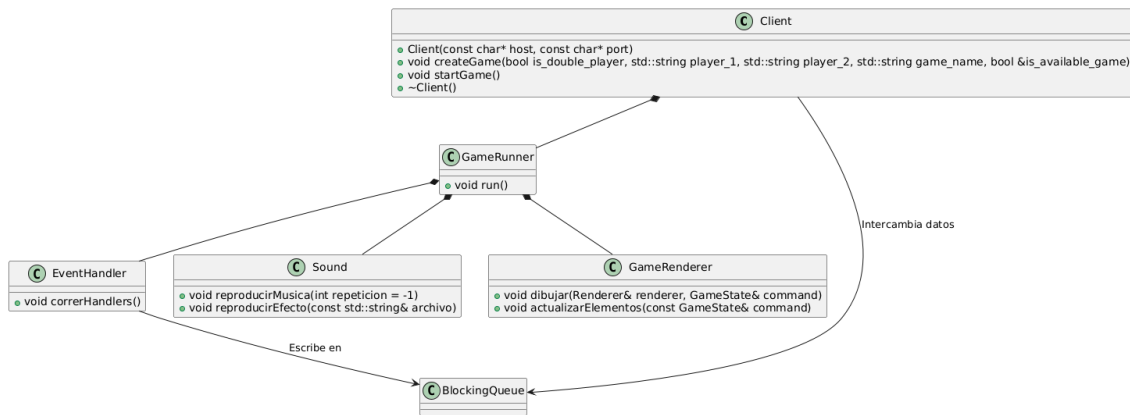 C Client
Client(const char* host, const char* port)
void createGame(bool is_double_player, std::string player_1, std::string player_2, std::string game_name, bool &is_available_game)
void startGame()
~Client()
C GameRunner
void run()
Intercambia datos
C EventHandler
void correrHandlers()
C Sound
void reproducirMusica(int repeticion = -1)
void reproducirEfecto(const std::string& archivo)
C GameRenderer
void dibujar(Renderer& renderer, GameState& command)
void actualizarElementos(const GameState& command)
Escribe en
C BlockingQueue